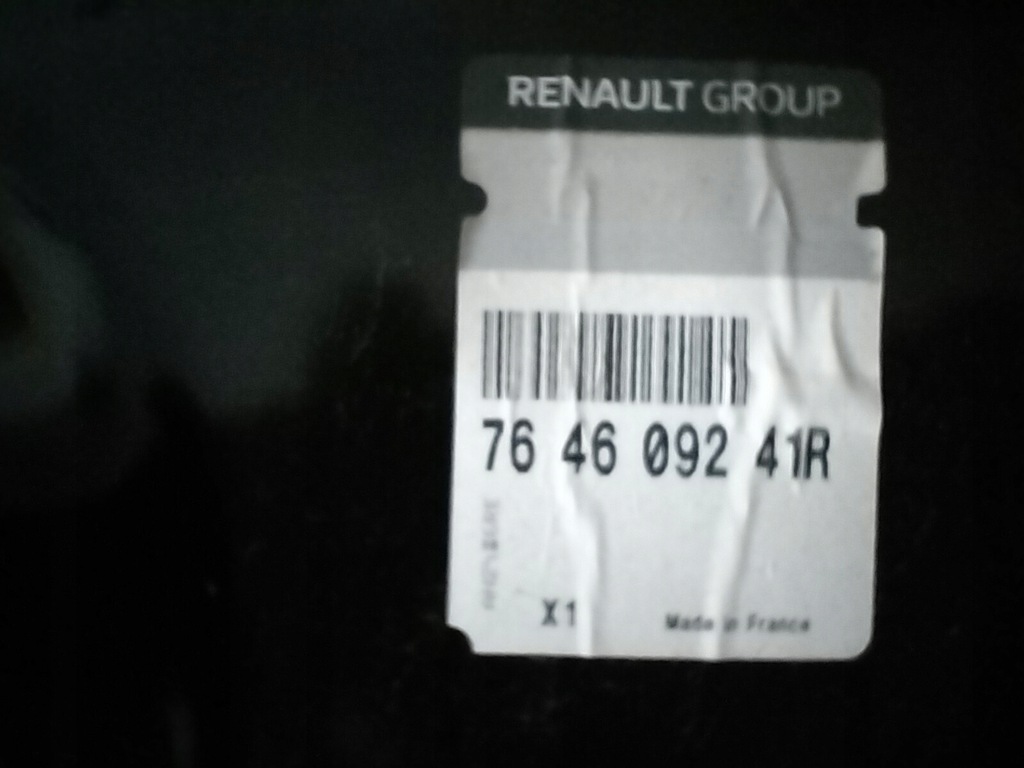 RENAULT GROUP
76 46 092 41R
X1
Made in France